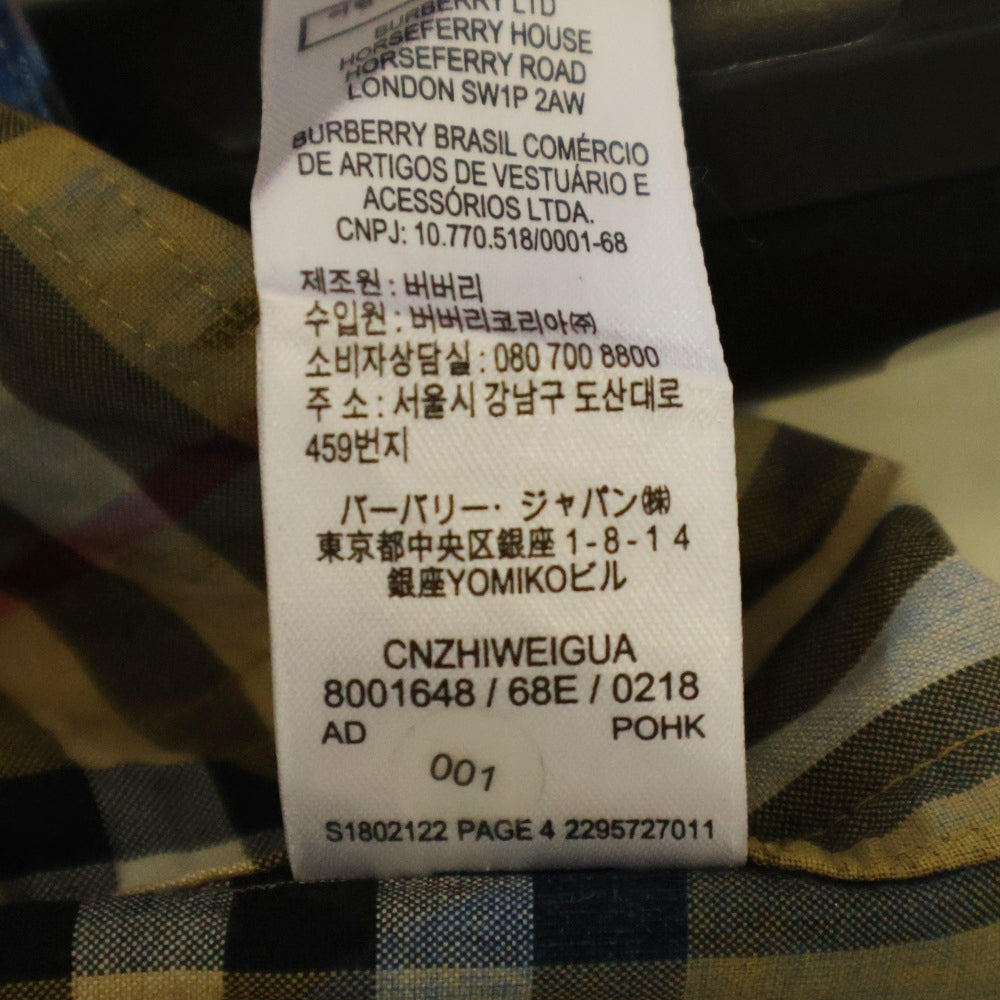 BURBERRY LTD
BURBERRY
HORSEFERRY HOUSE
HORSEFERRY ROAD
LONDON SW1P 2AW
BURBERRY BRASIL COMÉRCIO
DE ARTIGOS DE VESTUÁRIO E
ACESSÓRIOS LTDA.
CNPJ: 10.770.518/0001-68
제조원 : 버버리
수입원 : 버버리코리아㈜
소비자상담실 : 080 700 8800
주 소 : 서울시 강남구 도산대로
459번지
バーバリー· ジャパン㈱
東京都中央区銀座 1-8-14
銀座YOMIKOビル
CNZHIWEIGUA
8001648 / 68E / 0218
AD POHK
001
S1802122 PAGE 4 2295727011